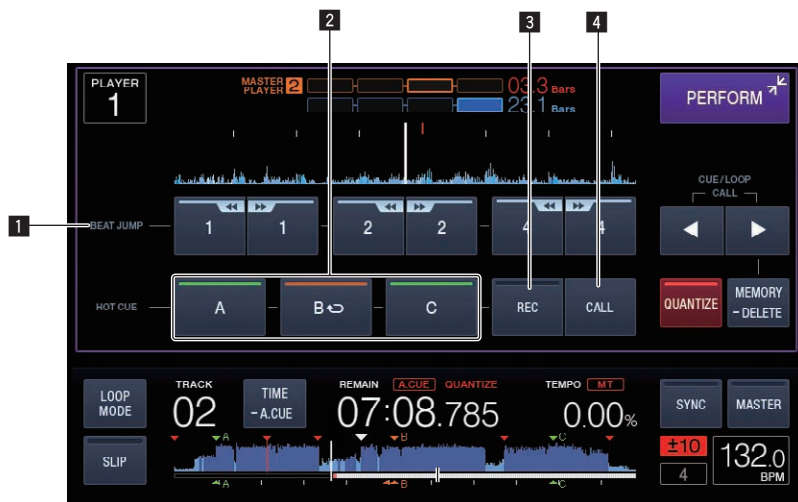 2
3
4
PLAYER
1
MASTER
PLAYER 2
03.3 Bars
23.1 Bars
PERFORM
CUE/LOOP
CALL
1
BEAT JUMP
1
1
2
2
4
4
HOT CUE
A
B
C
REC
CALL
QUANTIZE
MEMORY
- DELETE
LOOP
MODE
TRACK
02
TIME
- A.CUE
REMAIN A.CUE QUANTIZE
07:08.785
TEMPO MT
0.00%
SYNC
MASTER
SLIP
A
B
C
A
B
C
±10
4
132.0
BPM